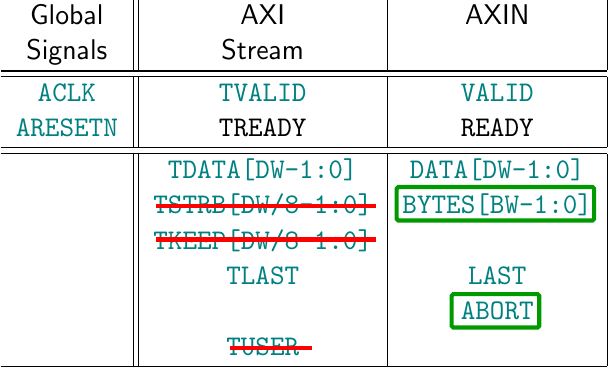 Global AXI AXIN
Signals Stream
ACLK TVALID VALID
ARESETN TREADY READY
TDATA[DW-1:0] DATA[DW-1:0]
TSTRB[DW/8-1:0] BYTES[BW-1:0]
TKEEP[DW/8-1:0]
TLAST LAST
ABORT
TUSER